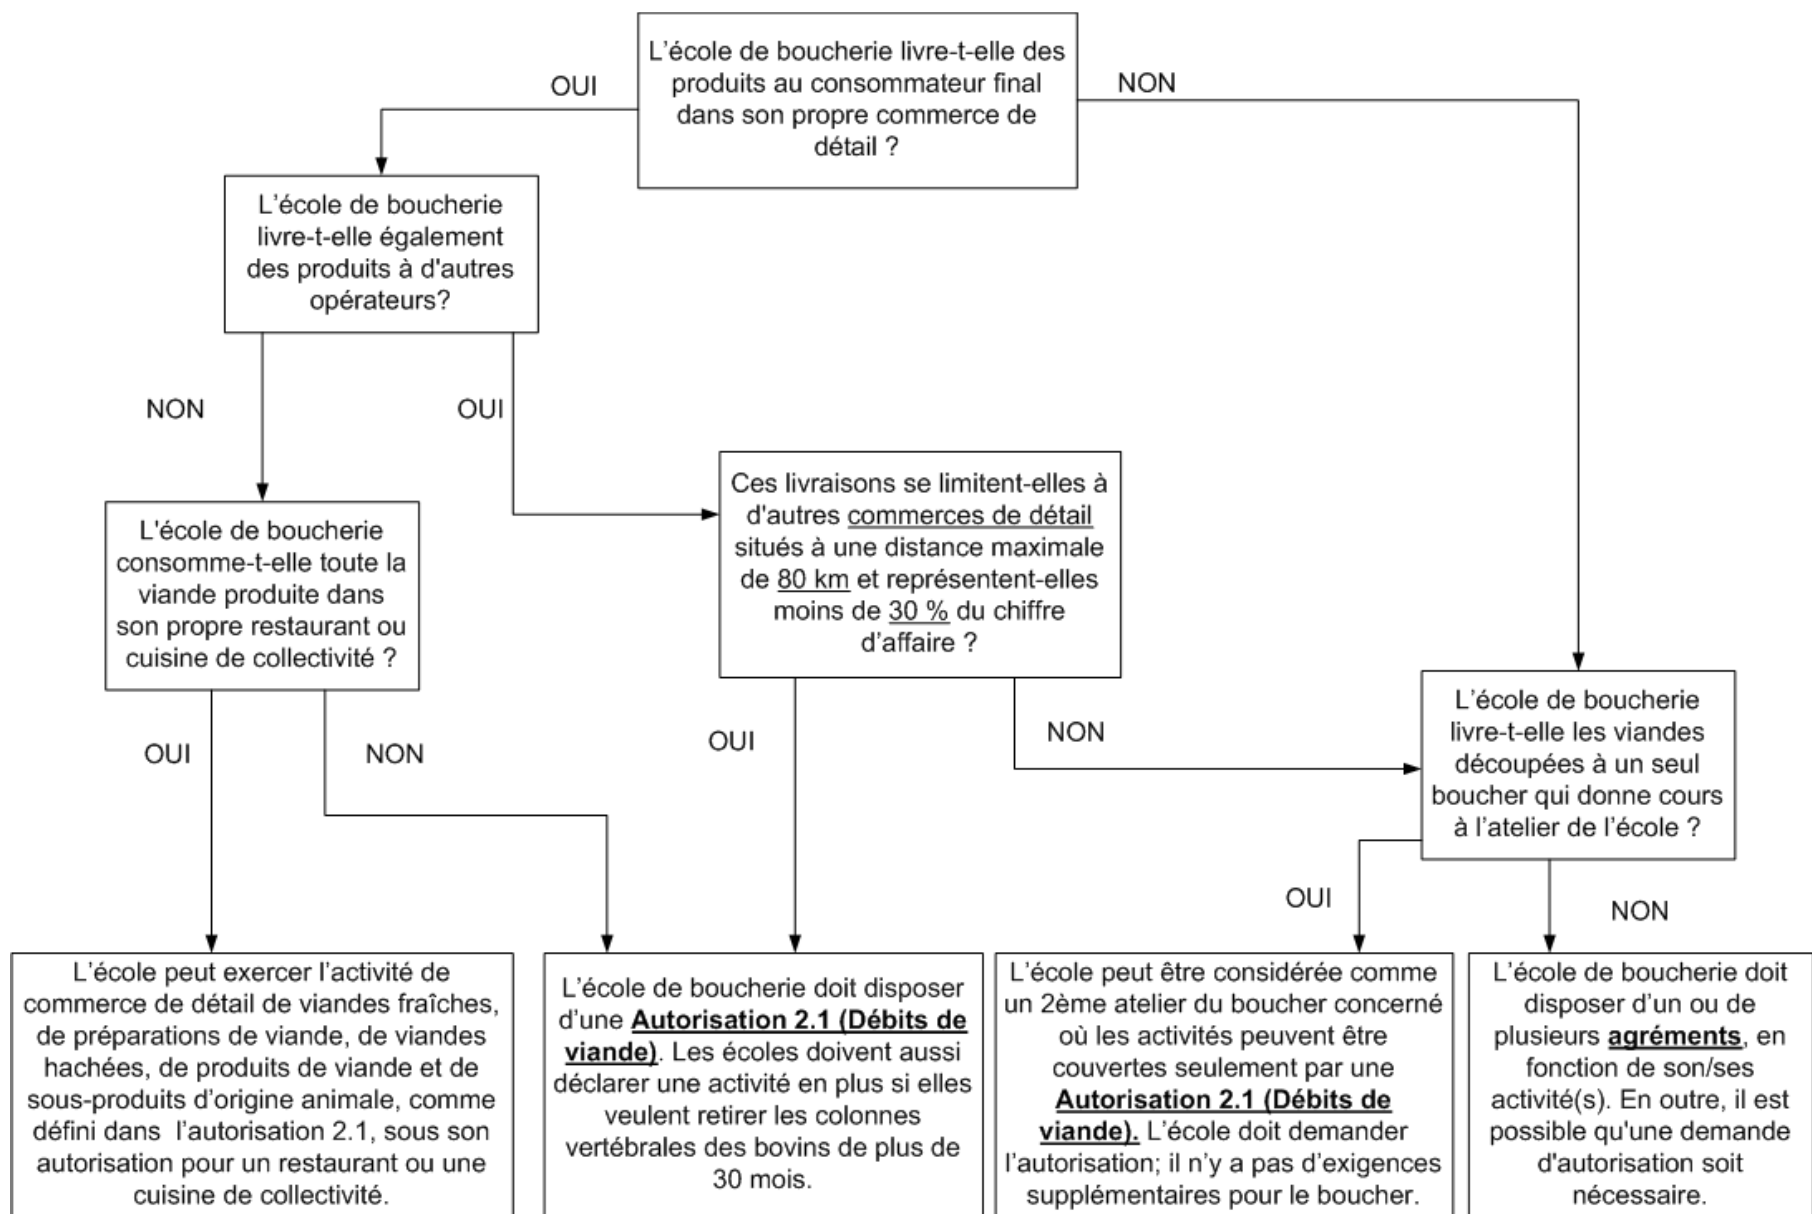 L'école de boucherie livre-t-elle des
produits au consommateur final
dans son propre commerce de
détail ?
OUI
NON
L'école de boucherie
livre-t-elle également
des produits à d'autres
opérateurs?
NON
OUI
L'école de boucherie
consomme-t-elle toute la
viande produite dans
son propre restaurant ou
cuisine de collectivité ?
Ces livraisons se limitent-elles à
d'autres commerces de détail
situés à une distance maximale
de 80 km et représentent-elles
moins de 30 % du chiffre
d'affaire ?
L'école de boucherie
livre-t-elle les viandes
découpées à un seul
boucher qui donne cours
à l'atelier de l'école ?
OUI
NON
OUI
NON
OUI
NON
L'école peut exercer l'activité de
commerce de détail de viandes fraîches,
de préparations de viande, de viandes
hachées, de produits de viande et de
sous-produits d'origine animale, comme
défini dans l'autorisation 2.1, sous son
autorisation pour un restaurant ou une
cuisine de collectivité.
L'école de boucherie doit disposer
d'une Autorisation 2.1 (Débits de
viande). Les écoles doivent aussi
déclarer une activité en plus si elles
veulent retirer les colonnes
vertébrales des bovins de plus de
30 mois.
L'école peut être considérée comme
un 2ème atelier du boucher concerné
où les activités peuvent être
couvertes seulement par une
Autorisation 2.1 (Débits de
viande). L'école doit demander
l'autorisation; il n'y a pas d'exigences
supplémentaires pour le boucher.
L'école de boucherie doit
disposer d'un ou de
plusieurs agréments, en
fonction de son/ses
activité(s). En outre, il est
possible qu'une demande
d'autorisation soit
nécessaire.